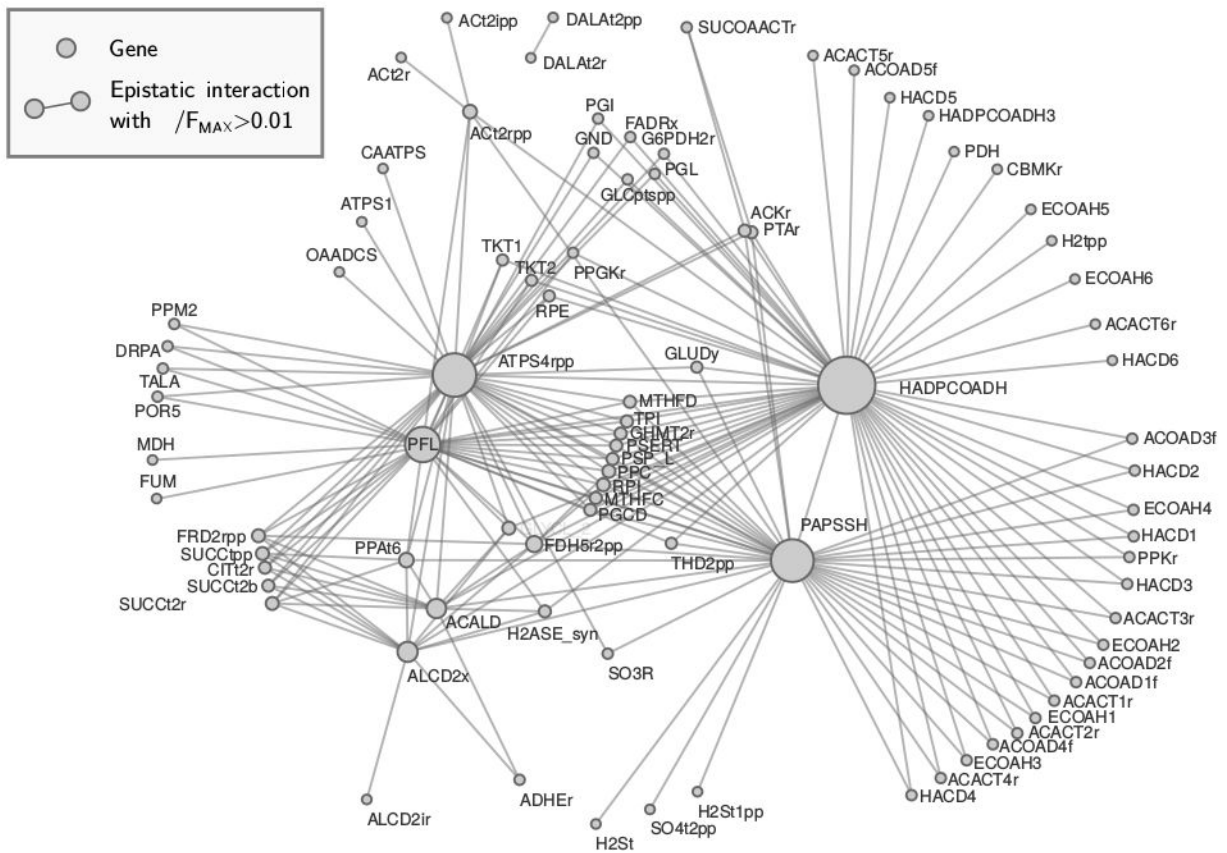 Gene
Epistatic interaction
with /FMAX>0.01
ACt2ipp
DALAt2pp
SUCOAACTr
ACt2r
DALAt2r
ACACT5r
ACOAD5f
HACD5
HADPCOADH3
PGI
FADRx
ACt2rpp
GND
G6PDH2r
PDH
CAATPS
PGL
CBMKr
GLCptspp
ATPS1
ACKr
ECOAH5
PTAr
H2tpp
OAADCS
TKT1
TKT2
PPGKr
ECOAH6
RPE
PPM2
ACACT6r
DRPA
ATPS4rpp
GLUDy
HACD6
TALA
HADPCOADH
POR5
MTHFD
TPI
GHMT2r
ACOAD3f
MDH
PFL
PSERT
PSP_L
HACD2
FUM
PPC
RPI
MTHFC
ECOAH4
PGCD
PAPSSH
FRD2rpp
HACD1
SUCCtpp
PPAt6
FDH5r2pp
THD2pp
PPKr
CITt2r
SUCCt2b
HACD3
SUCCt2r
ACALD
H2ASE_syn
ACACT3r
ECOAH2
ACOAD2f
ALCD2x
SO3R
ACOAD1f
ACACT1r
ECOAH1
ACACT2r
ACOAD4f
ECOAH3
ACACT4r
ADHEr
HACD4
ALCD2ir
H2St1pp
SO4t2pp
H2St